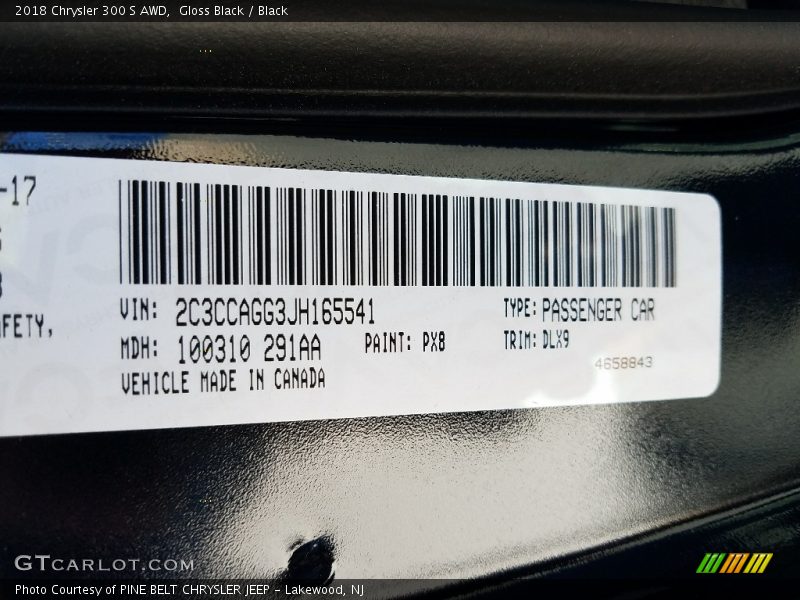 2018 Chrysler 300 S AWD, Gloss Black / Black
-17
FETY,
VIN: 2C3CCAGG3JH165541
TYPE: PASSENGER CAR
MDH: 100310 291AA
PAINT: PX8
TRIM: DLX9
VEHICLE MADE IN CANADA
4658843
GTCARLOT.COM
Photo Courtesy of PINE BELT CHRYSLER JEEP – Lakewood, NJ